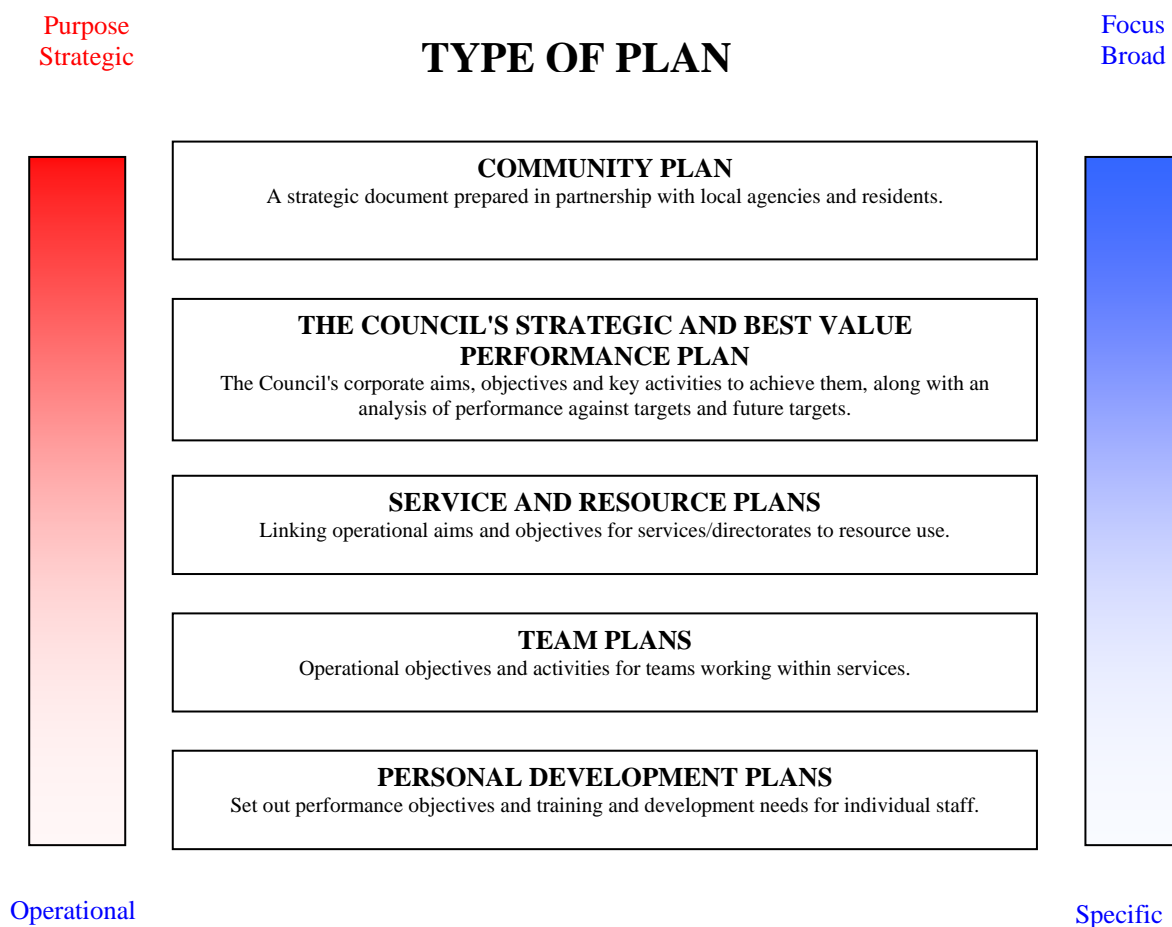 Purpose
Strategic
TYPE OF PLAN
Focus
Broad
COMMUNITY PLAN
A strategic document prepared in partnership with local agencies and residents.
THE COUNCIL'S STRATEGIC AND BEST VALUE
PERFORMANCE PLAN
The Council's corporate aims, objectives and key activities to achieve them, along with an
analysis of performance against targets and future targets.
SERVICE AND RESOURCE PLANS
Linking operational aims and objectives for services/directorates to resource use.
TEAM PLANS
Operational objectives and activities for teams working within services.
PERSONAL DEVELOPMENT PLANS
Set out performance objectives and training and development needs for individual staff.
Operational
Specific